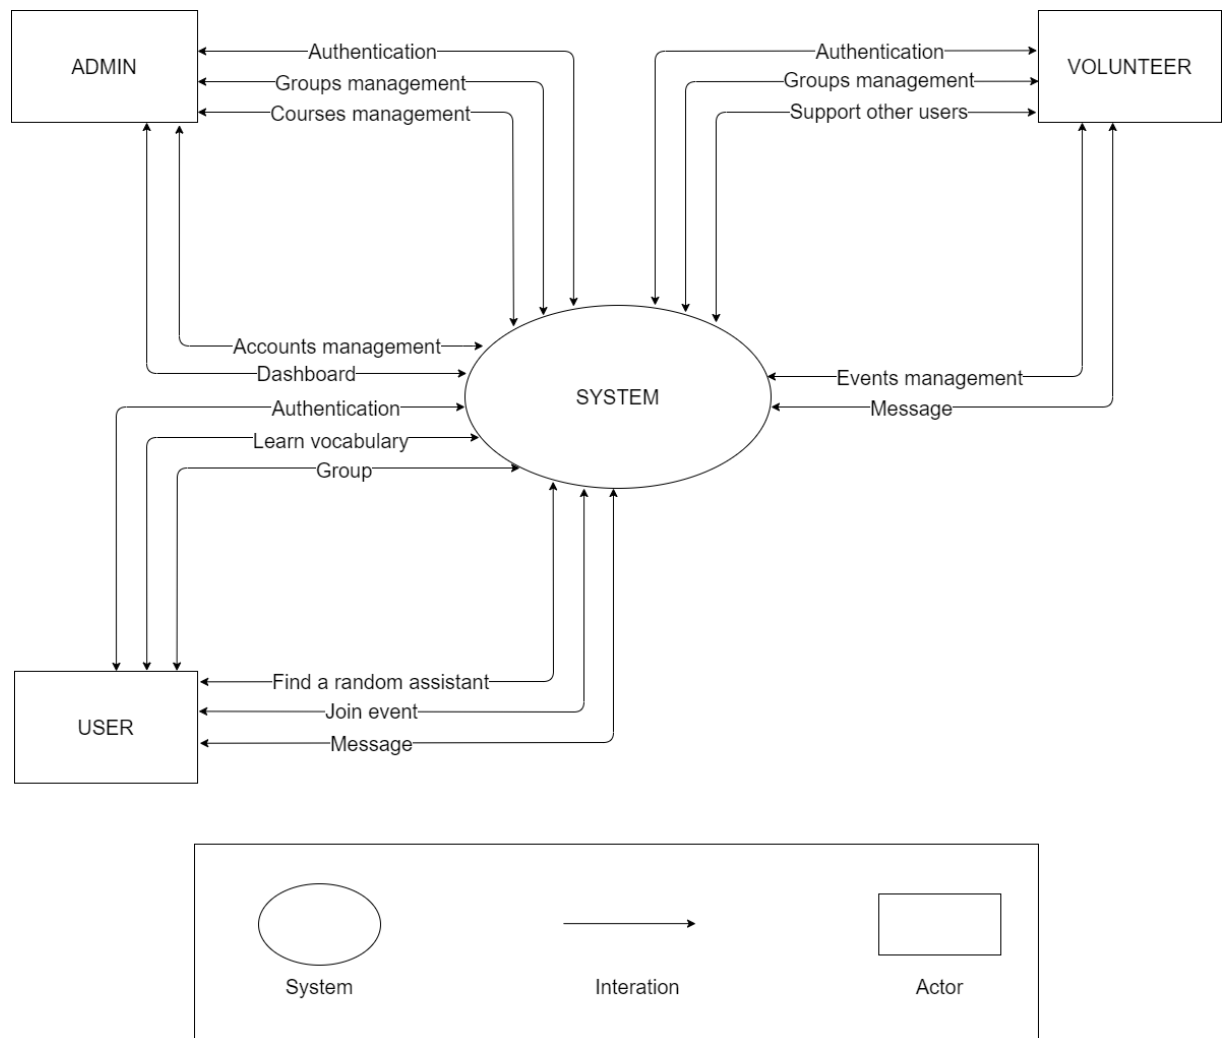 ADMIN
Authentication
Groups management
Courses management
Authentication
Groups management
Support other users
VOLUNTEER
Accounts management
Dashboard
Authentication
Learn vocabulary
Group
SYSTEM
Events management
Message
USER
Find a random assistant
Join event
Message
System
Interation
Actor